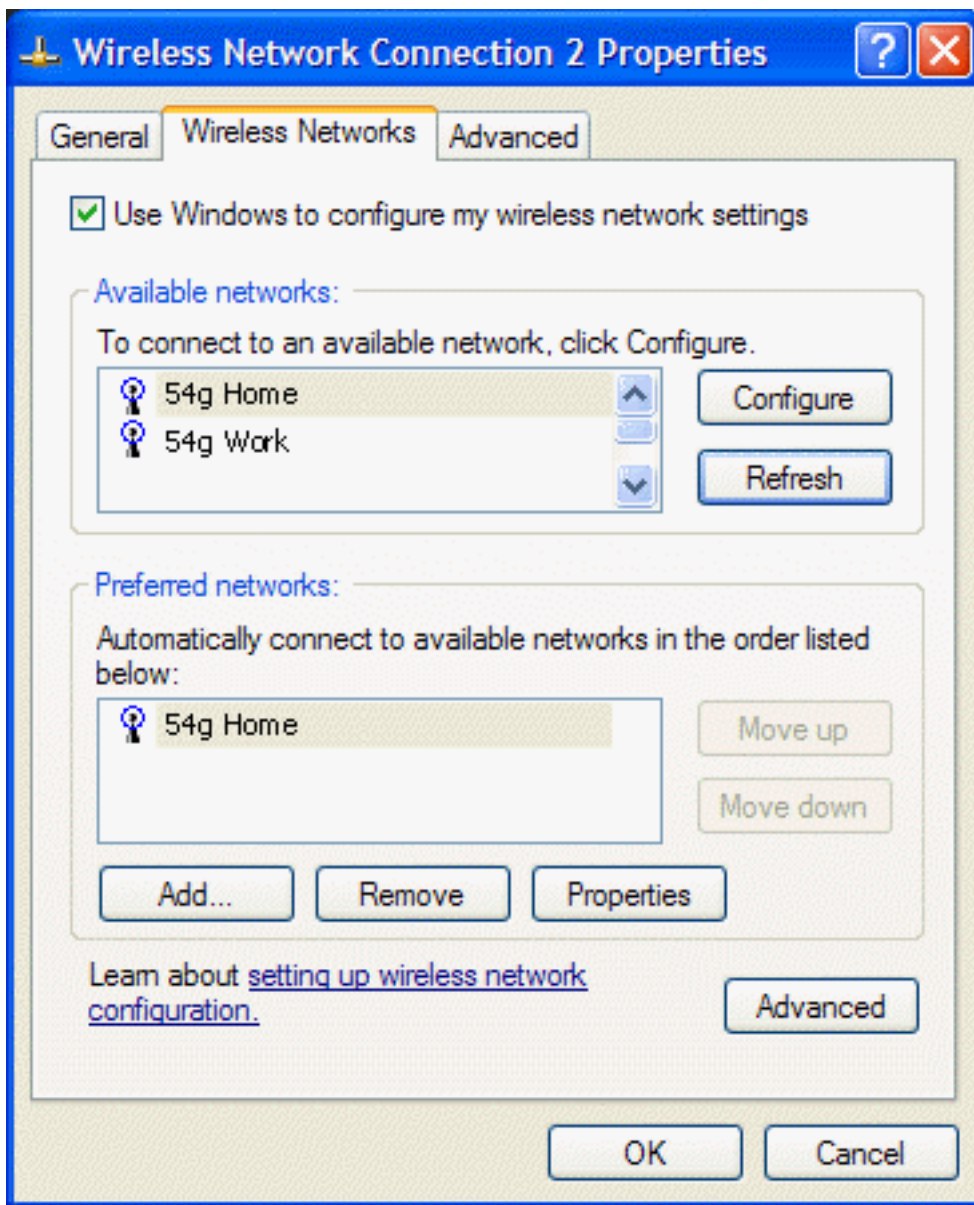 Wireless Network Connection 2 Properties
General
Wireless Networks
Advanced
Use Windows to configure my wireless network settings
Available networks:
To connect to an available network, click Configure.
54g Home
54g Work
Configure
Refresh
Preferred networks:
Automatically connect to available networks in the order listed
below:
54g Home
Move up
Move down
Add...
Remove
Properties
Learn about setting up wireless network
configuration.
Advanced
OK
Cancel